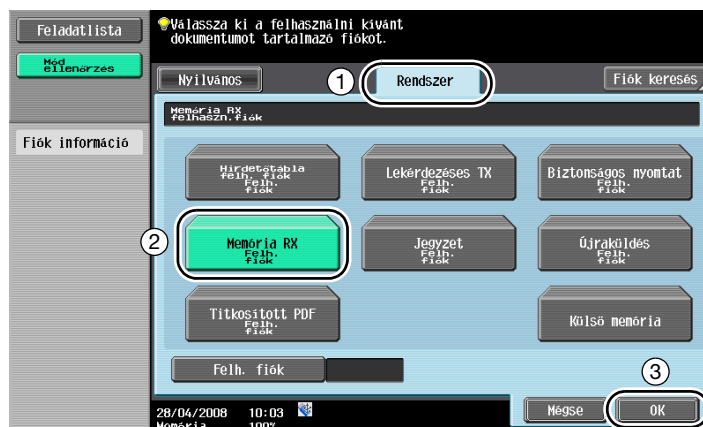 Feladatlista
Mód
ellenőrzés
Fiók információ
Válassza ki a felhasználni kívánt
dokumentumot tartalmazó fiókot.
Nyilvános
1
Rendszer
Fiók keresés
Memória RX
felhaszn.fiók
Hirdetőtábla
felh. fiók
Felh.
fiók
Lekérdezéses TX
Felh.
fiók
Biztonságos nyomtat
Felh.
fiók
2
Memória RX
Felh.
fiók
Jegyzet
Felh.
fiók
Újraküldés
Felh.
fiók
Titkosított PDF
Felh.
fiók
Külső memória
Felh. fiók
3
28/04/2008 10:03
Memória 100%
Mégse
OK